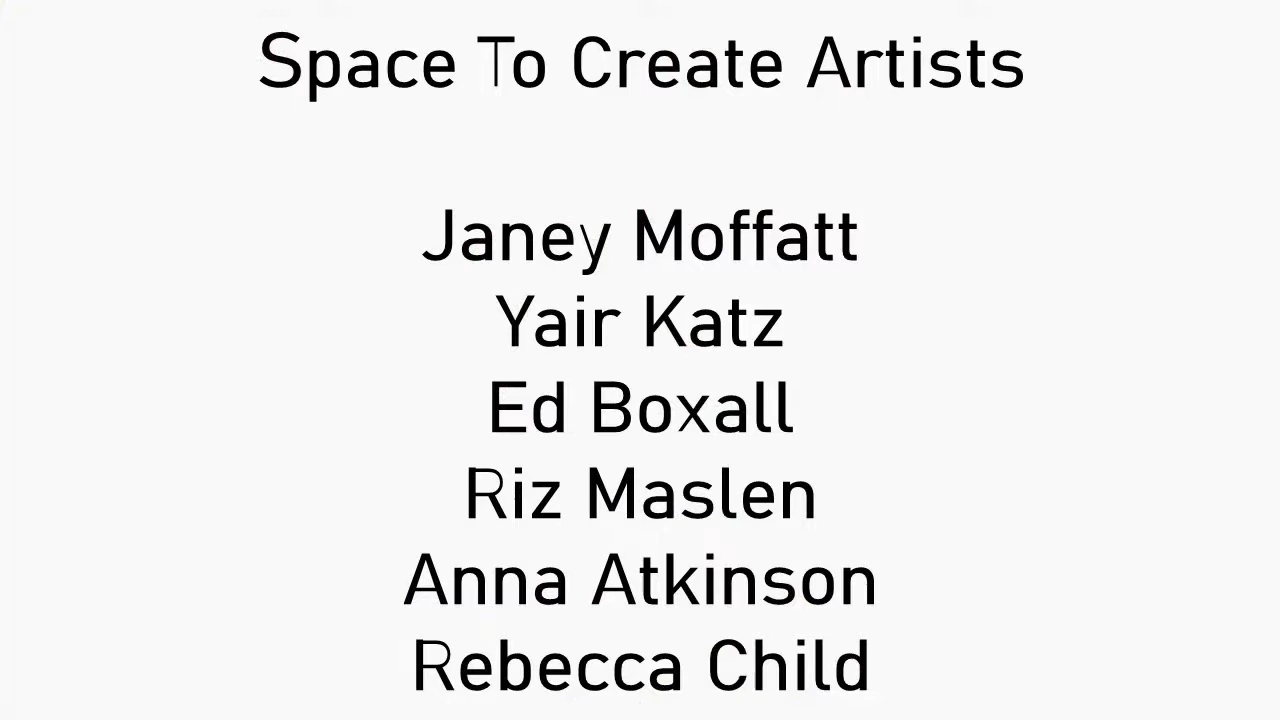 Space To Create Artists
Janey Moffatt
Yair Katz
Ed Boxall
Riz Maslen
Anna Atkinson
Rebecca Child